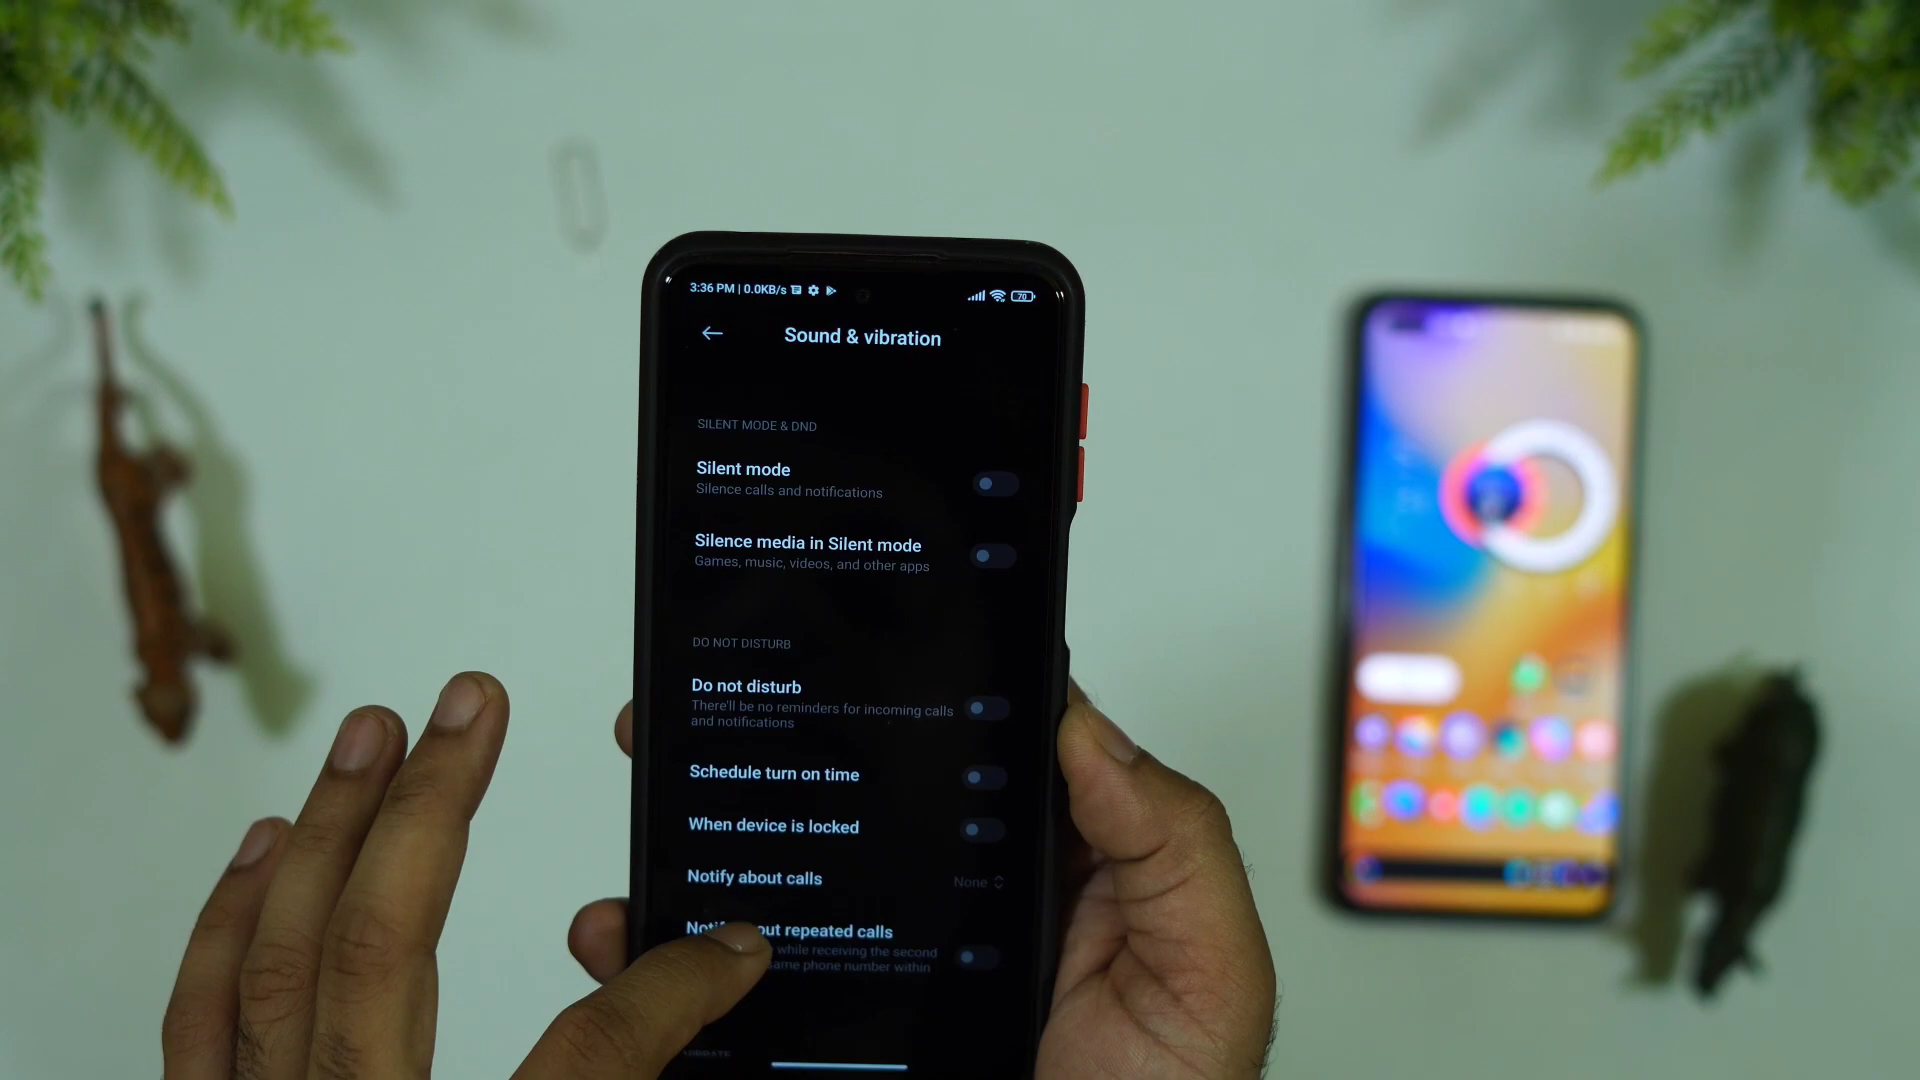 3:36 PM | 0.0KB/s
70
Sound & vibration
SILENT MODE & DND
Silent mode
Silence calls and notifications
Silence media in Silent mode
Games, music, videos, and other apps
DO NOT DISTURB
Do not disturb
There'll be no reminders for incoming calls
and notifications
Schedule turn on time
When device is locked
Notify about calls
None
out repeated calls
while receiving the second
same phone number within